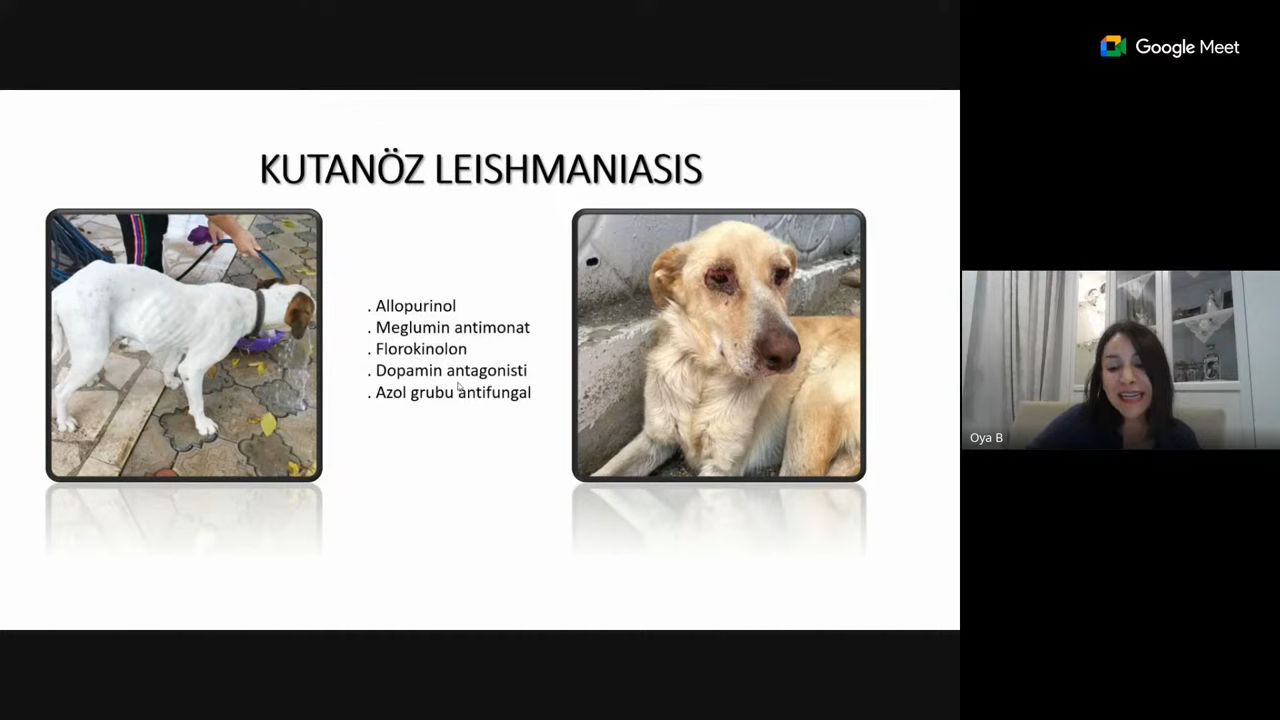 Google Meet
KUTANÖZ LEISHMANIASIS
. Allopurinol
. Meglumin antimonat
. Florokinolon
. Dopamin antagonisti
. Azol grubu antifungal
Oya B